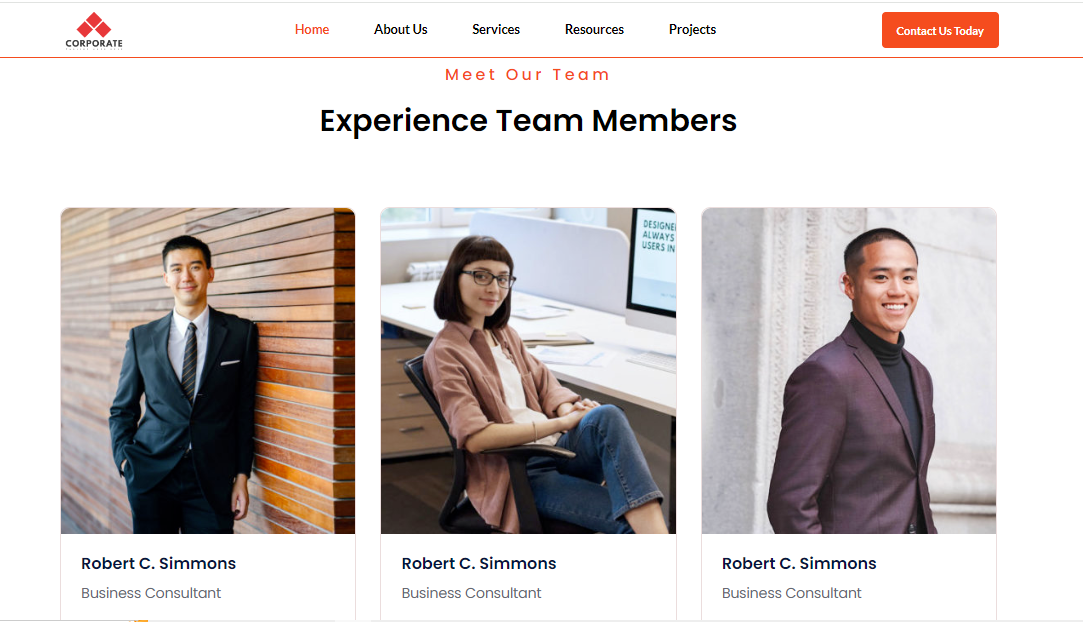 CORPORATE
Home
About Us
Services
Resources
Projects
Contact Us Today
Meet Our Team
Experience Team Members
DESIGNE
ALWAYS
USERS IN
Robert C. Simmons
Business Consultant
Robert C. Simmons
Business Consultant
Robert C. Simmons
Business Consultant